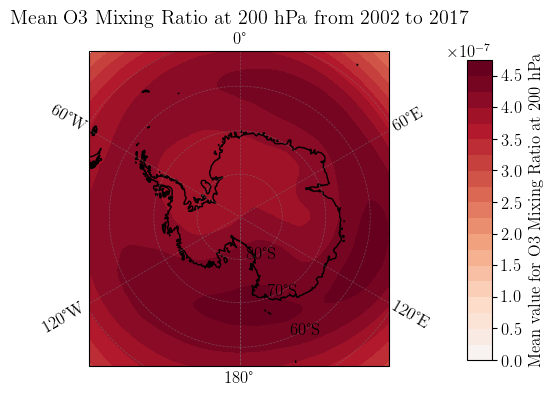 Mean O3 Mixing Ratio at 200 hPa from 2002 to 2017
0°
×10⁻⁷
60°W
60°E
80°S
70°S
60°S
120°W
120°E
180°
4.5
4.0
3.5
3.0
2.5
2.0
1.5
1.0
0.5
0.0
Mean value for O3 Mixing Ratio at 200 hPa